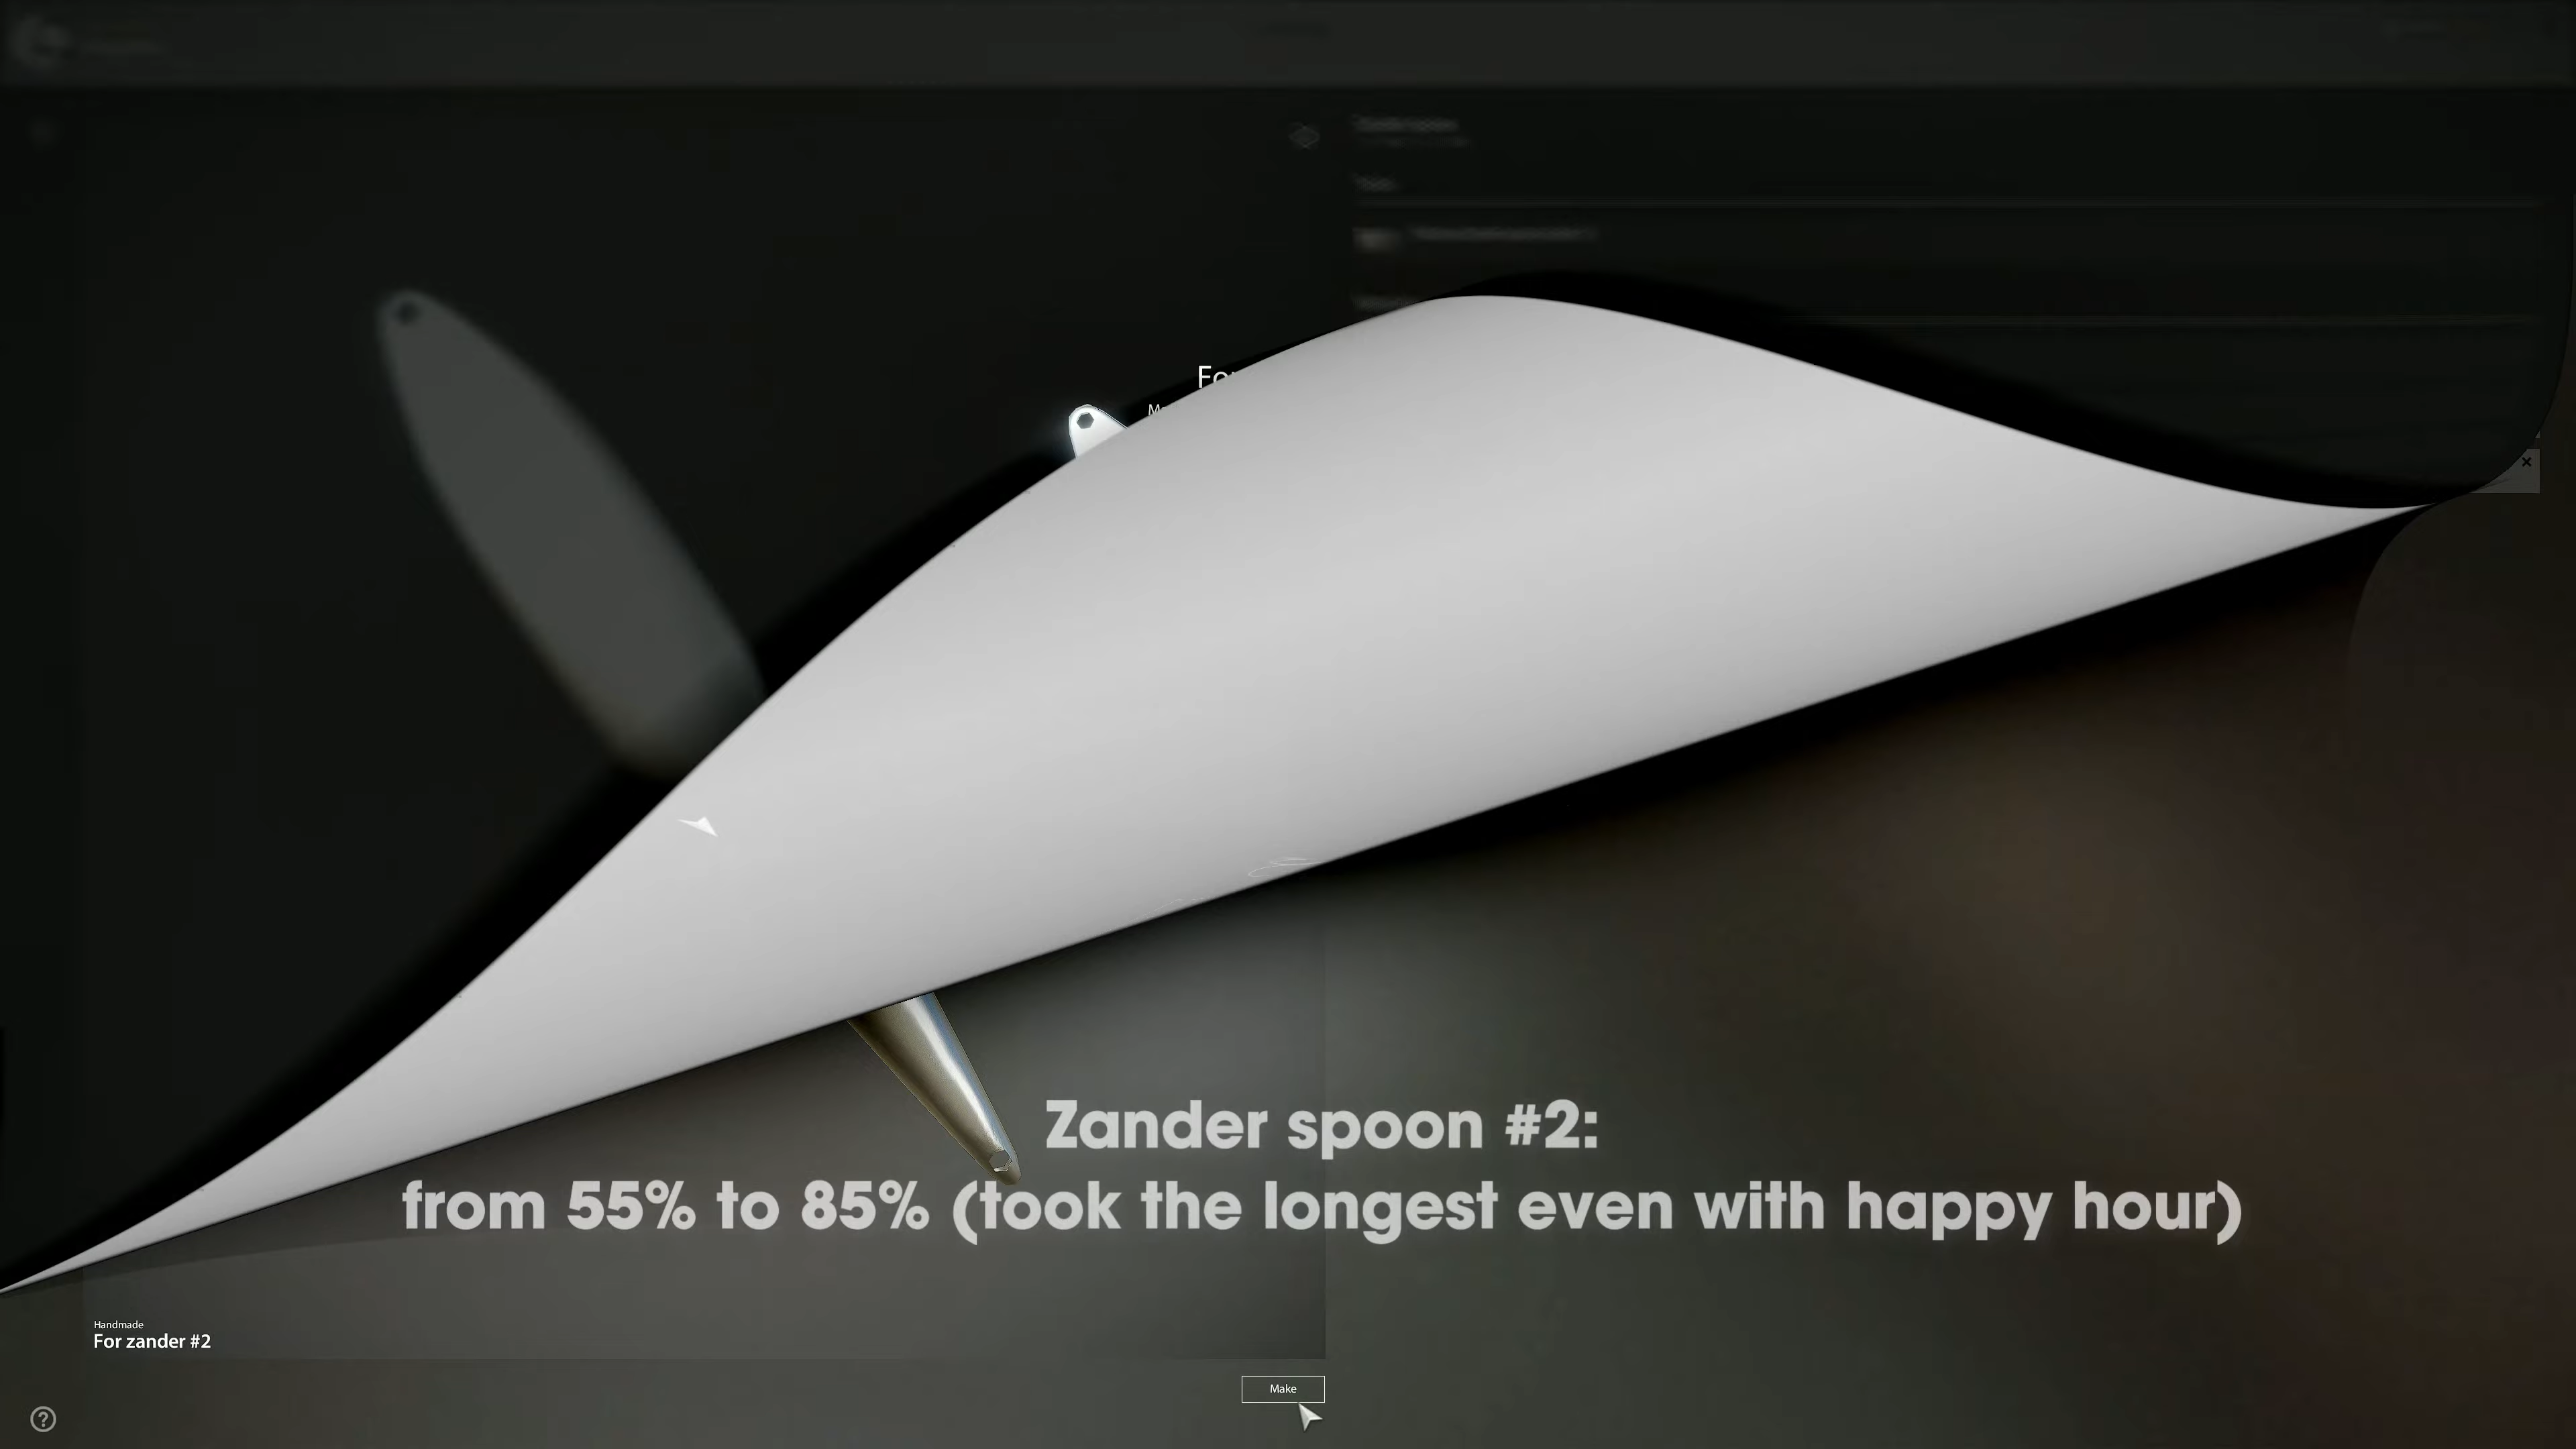 Zander spoon #2:
from 55% to 85% (took the longest even with happy hour)
Handmade
For zander #2
Make